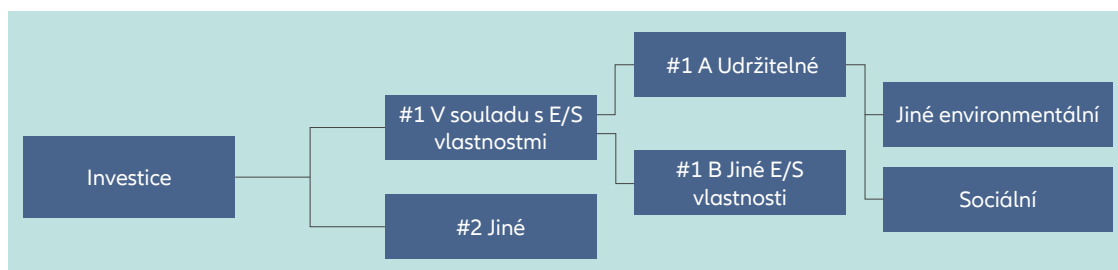 Investice
#1 V souladu s E/S
vlastnostmi
#2 Jiné
#1 A Udržitelné
#1 B Jiné E/S
vlastnosti
Jiné environmentální
Sociální